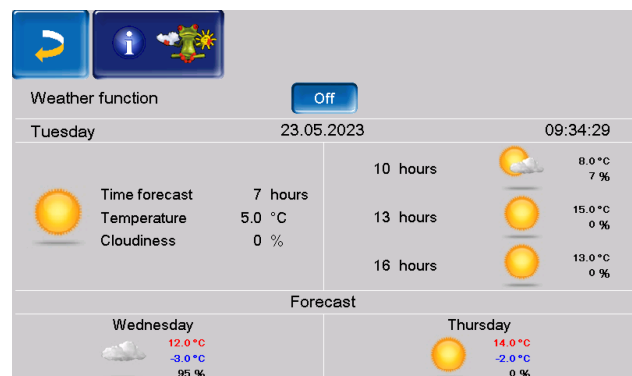 i
Weather function Off
Tuesday 23.05.2023 09:34:29
Time forecast 7 hours
Temperature 5.0 °C
Cloudiness 0 %
10 hours 8.0°C
7 %
13 hours 15.0°C
0 %
16 hours 13.0°C
0 %
Forecast
Wednesday
12.0°C
-3.0°C
95 %
Thursday
14.0°C
-2.0°C
0 %